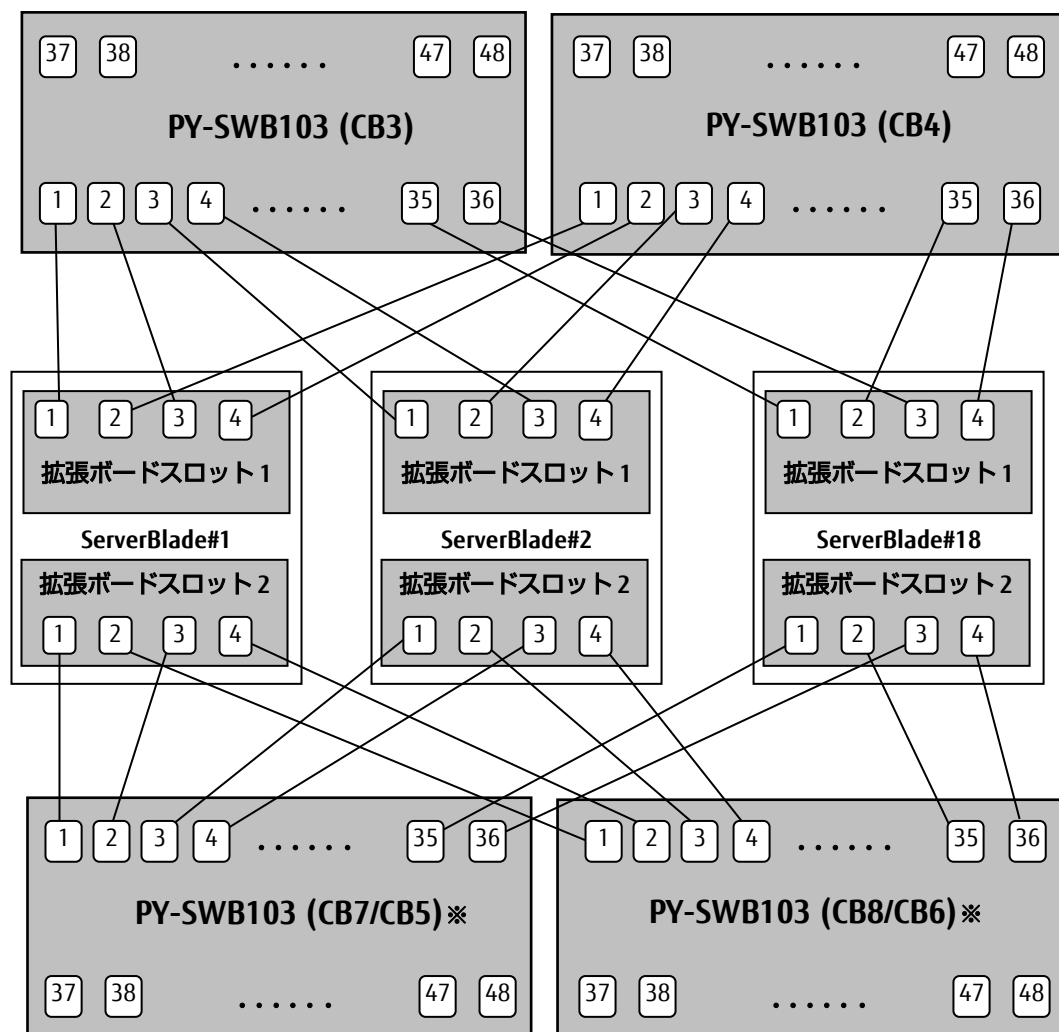 37 38 ...... 47 48
PY-SWB103 (CB3)
1 2 3 4 ...... 35 36
37 38 ...... 47 48
PY-SWB103 (CB4)
1 2 3 4 ...... 35 36
1 2 3 4
拡張ボードスロット 1
ServerBlade#1
拡張ボードスロット 2
1 2 3 4
1 2 3 4
拡張ボードスロット 1
ServerBlade#2
拡張ボードスロット 2
1 2 3 4
1 2 3 4
拡張ボードスロット 1
ServerBlade#18
拡張ボードスロット 2
1 2 3 4
1 2 3 4 ...... 35 36
PY-SWB103 (CB7/CB5)※
37 38 ...... 47 48
1 2 3 4 ...... 35 36
PY-SWB103 (CB8/CB6)※
37 38 ...... 47 48